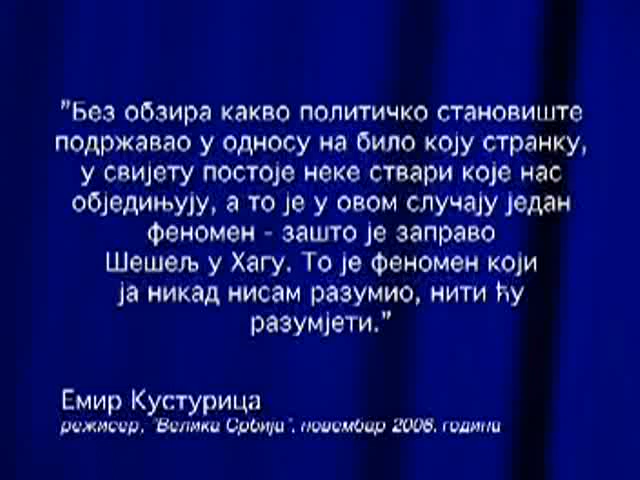 "Без обзира какво политичко становиште
подржавао у односу на било коју странку,
у свијету постоје неке ствари које нас
обједињују, а то је у овом случају један
феномен - зашто је заправо
Шешељ у Хагу. То је феномен који
ја никад нисам разумио, нити ћу
разумјети."
Емир Кустурица
режисер, "Велика Србија", новембар 2006. године